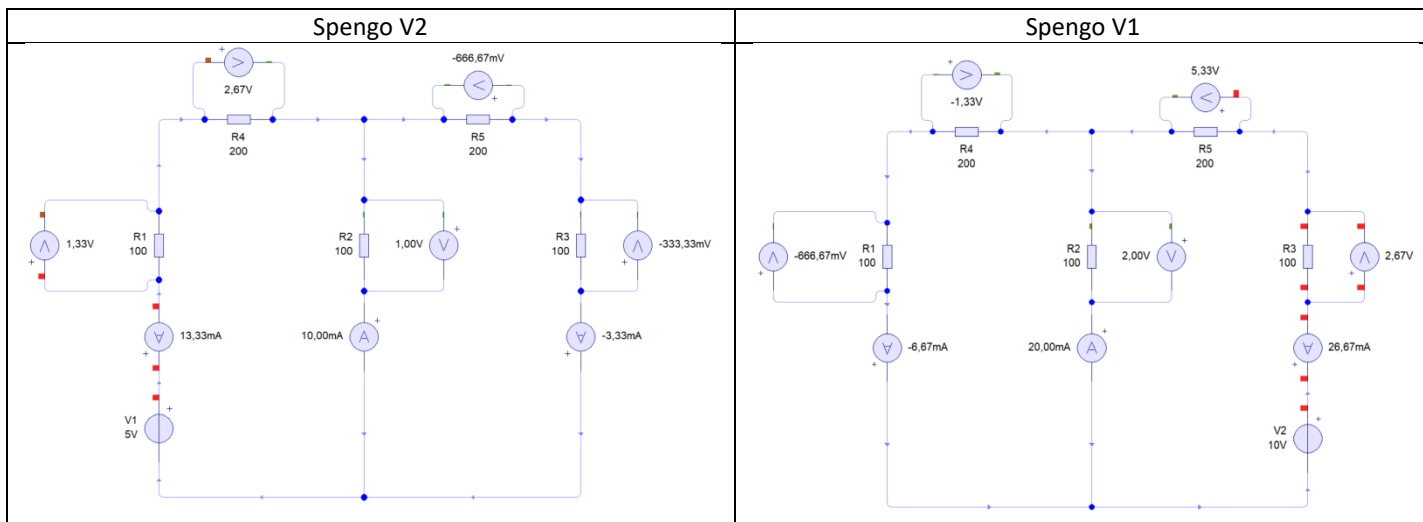 Spengo V2
Spengo V1
+
2,67V
-666,67mV
+
R4
200
R5
200
1,33V
+
R1
100
R2
100
1,00V
+
R3
100
-333,33mV
+
13,33mA
+
10,00mA
A
+
-3,33mA
+
V1
5V
+
+
-1,33V
5,33V
+
R4
200
R5
200
-666,67mV
+
R1
100
R2
100
2,00V
+
R3
100
2,67V
+
-6,67mA
+
20,00mA
A
+
26,67mA
+
V2
10V
+